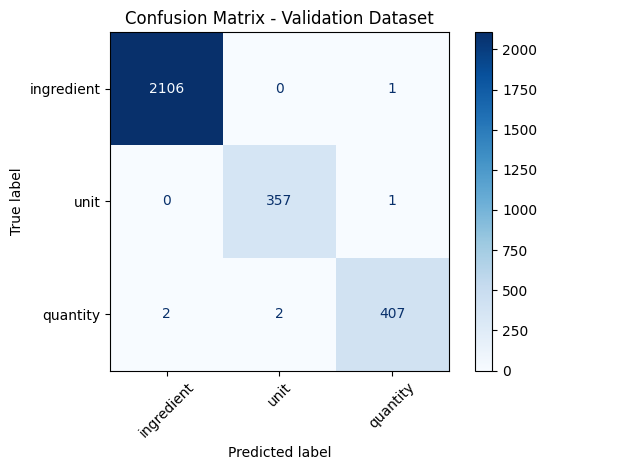 Confusion Matrix - Validation Dataset
True label
ingredient
2106
0
1
unit
0
357
1
quantity
2
2
407
ingredient
unit
quantity
Predicted label
2000
1750
1500
1250
1000
750
500
250
0